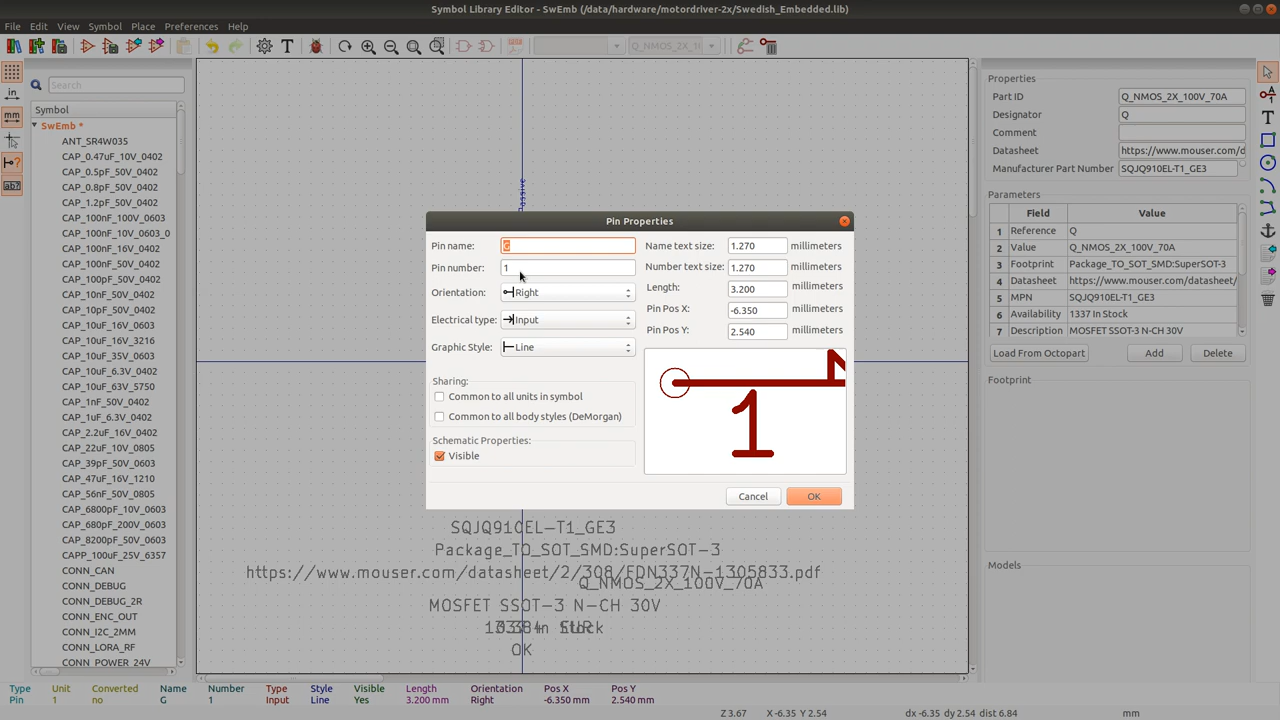 Symbol Library Editor - SwEmb (/data/hardware/motordriver-2x/Swedish_Embedded.lib)
File Edit View Symbol Place Inspect Preferences Help
Q_NMOS_2X_10
in
mm
Search
Symbol
SwEmb *
ANT_SR4W035
CAP_0.47uF_10V_0402
CAP_0.5pF_50V_0402
CAP_0.8pF_50V_0402
CAP_1.2pF_50V_0402
CAP_100nF_100V_0603
CAP_100nF_10V_0603_0
CAP_100nF_16V_0402
CAP_100nF_50V_0402
CAP_100pF_50V_0402
CAP_10nF_50V_0402
CAP_10pF_50V_0402
CAP_10uF_16V_0603
CAP_10uF_16V_3216
CAP_10uF_35V_0603
CAP_10uF_63V_5750
CAP_1nF_50V_0402
CAP_1uF_6.3V_0402
CAP_2.2uF_16V_0402
CAP_22uF_10V_0805
CAP_39pF_50V_0603
CAP_47uF_16V_1210
CAP_56nF_50V_0805
CAP_6800pF_10V_0603
CAP_680pF_200V_0603
CAP_8200pF_50V_0603
CAPP_100uF_25V_6357
CONN_CAN
CONN_DEBUG
CONN_DEBUG_2R
CONN_ENC_OUT
CONN_I2C_2MM
CONN_LORA_RF
CONN_POWER_24V
Pin Properties
Pin name: G
Pin number: 1
Orientation: Right
Electrical type: Input
Graphic Style: Line
Sharing:
Common to all units in symbol
Common to all body styles (DeMorgan)
Schematic Properties:
Visible
Name text size: 1.270 millimeters
Number text size: 1.270 millimeters
Length: 3.200 millimeters
Pin Pos X: -6.350 millimeters
Pin Pos Y: 2.540 millimeters
1
Cancel OK
SQJQ910EL-T1_GE3
Package_TO_SOT_SMD:SuperSOT-3
https://www.mouser.com/datasheet/2/308/FDN337N-1305833.pdf
Q_NMOS_2X_100V_70A
MOSFET SSOT-3 N-CH 30V
OK
Properties
Part ID Q_NMOS_2X_100V_70A
Designator Q
Comment
Datasheet https://www.mouser.com/d
Manufacturer Part Number SQJQ910EL-T1_GE3
Parameters
Field Value
1 Reference Q
2 Value Q_NMOS_2X_100V_70A
3 Footprint Package_TO_SOT_SMD:SuperSOT-3
4 Datasheet https://www.mouser.com/datasheet/
5 MPN SQJQ910EL-T1_GE3
6 Availability 1337 In Stock
7 Description MOSFET SSOT-3 N-CH 30V
Load From Octopart Add Delete
Footprint
Models
Type Unit Converted Name Number Type Style Visible Length Orientation Pos X Pos Y
Pin 1 no G 1 Input Line Yes 3.200 mm Right -6.350 mm 2.540 mm
Z 3.67 X -6.35 Y 2.54 dx -6.35 dy 2.54 dist 6.84 mm